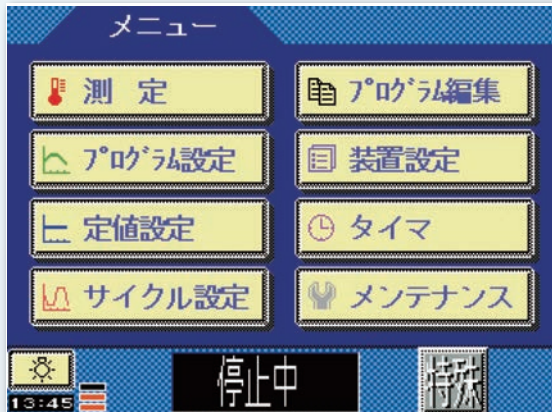 メニュー
測 定
プログラム編集
プログラム設定
装置設定
定値設定
タイマ
サイクル設定
メンテナンス
停止中
特殊
13:45